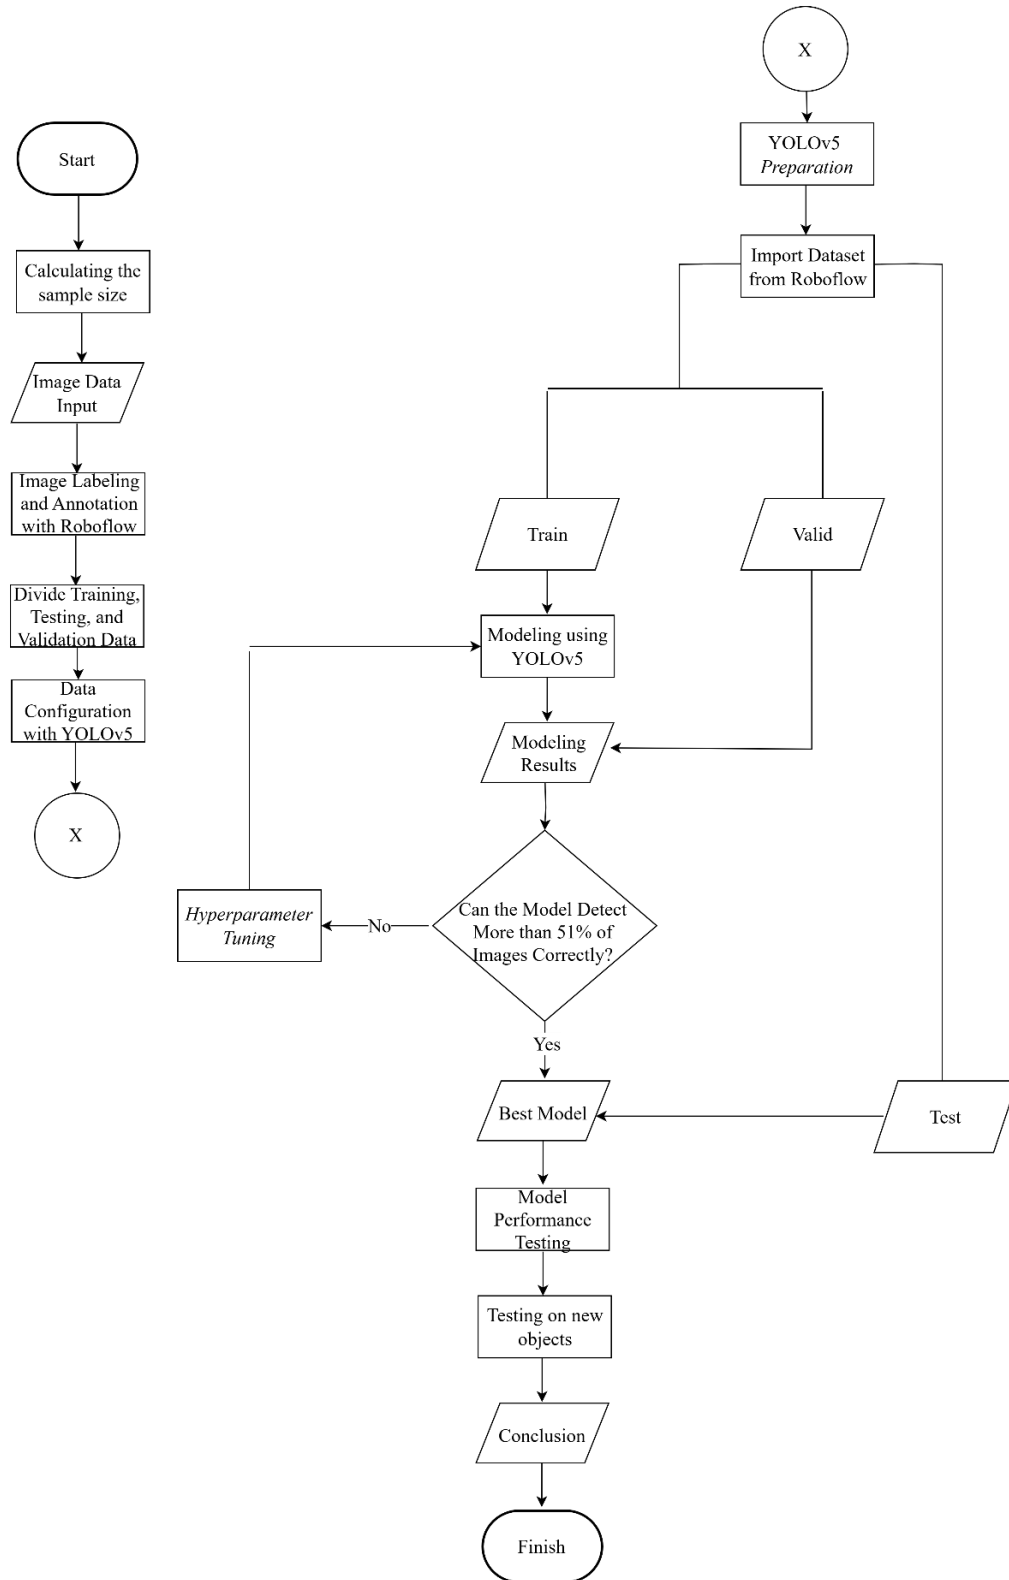 Start
Calculating the
sample size
Image Data
Input
Image Labeling
and Annotation
with Roboflow
Divide Training,
Testing, and
Validation Data
Data
Configuration
with YOLOv5
X
X
YOLOv5
Preparation
Import Dataset
from Roboflow
Train
Valid
Modeling using
YOLOv5
Modeling
Results
Can the Model Detect
More than 51% of
Images Correctly?
No
Hyperparameter
Tuning
Yes
Best Model
Test
Model
Performance
Testing
Testing on new
objects
Conclusion
Finish